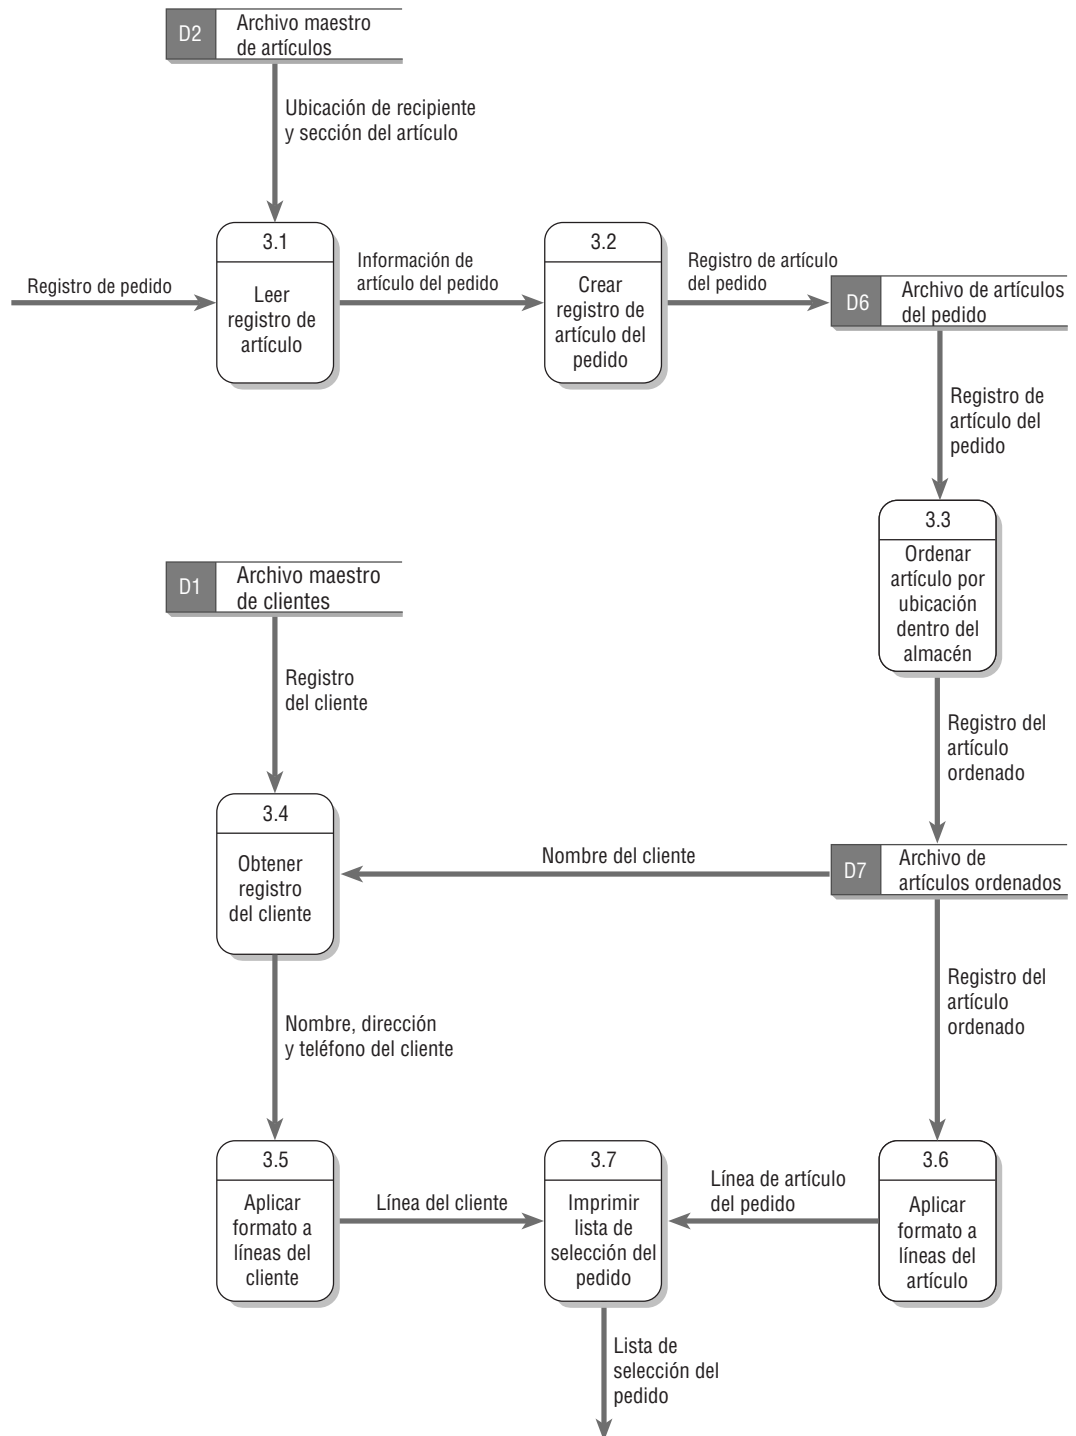 D2
Archivo maestro
de artículos
Ubicación de recipiente
y sección del artículo
Registro de pedido
3.1
Leer
registro de
artículo
Información de
artículo del pedido
3.2
Crear
registro de
artículo del
pedido
Registro de artículo
del pedido
D6
Archivo de artículos
del pedido
Registro de
artículo del
pedido
3.3
Ordenar
artículo por
ubicación
dentro del
almacén
D1
Archivo maestro
de clientes
Registro
del cliente
Registro del
artículo
ordenado
3.4
Obtener
registro
del cliente
Nombre del cliente
D7
Archivo de
artículos ordenados
Nombre, dirección
y teléfono del cliente
Registro del
artículo
ordenado
3.5
Aplicar
formato a
líneas del
cliente
Línea del cliente
3.7
Imprimir
lista de
selección del
pedido
Línea de artículo
del pedido
3.6
Aplicar
formato a
líneas del
artículo
Lista de
selección del
pedido